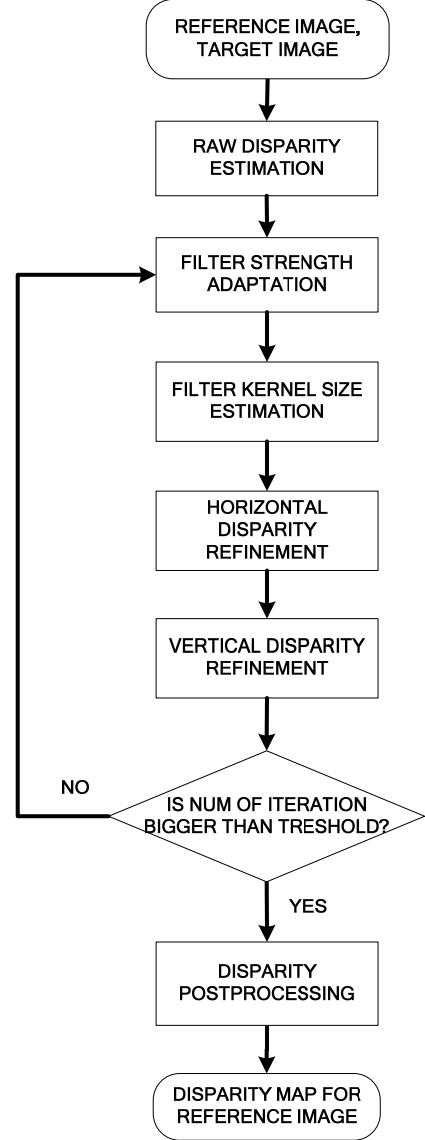 REFERENCE IMAGE,
TARGET IMAGE
RAW DISPARITY
ESTIMATION
FILTER STRENGTH
ADAPTATION
FILTER KERNEL SIZE
ESTIMATION
HORIZONTAL
DISPARITY
REFINEMENT
VERTICAL DISPARITY
REFINEMENT
NO
IS NUM OF ITERATION
BIGGER THAN TRESHOLD?
YES
DISPARITY
POSTPROCESSING
DISPARITY MAP FOR
REFERENCE IMAGE